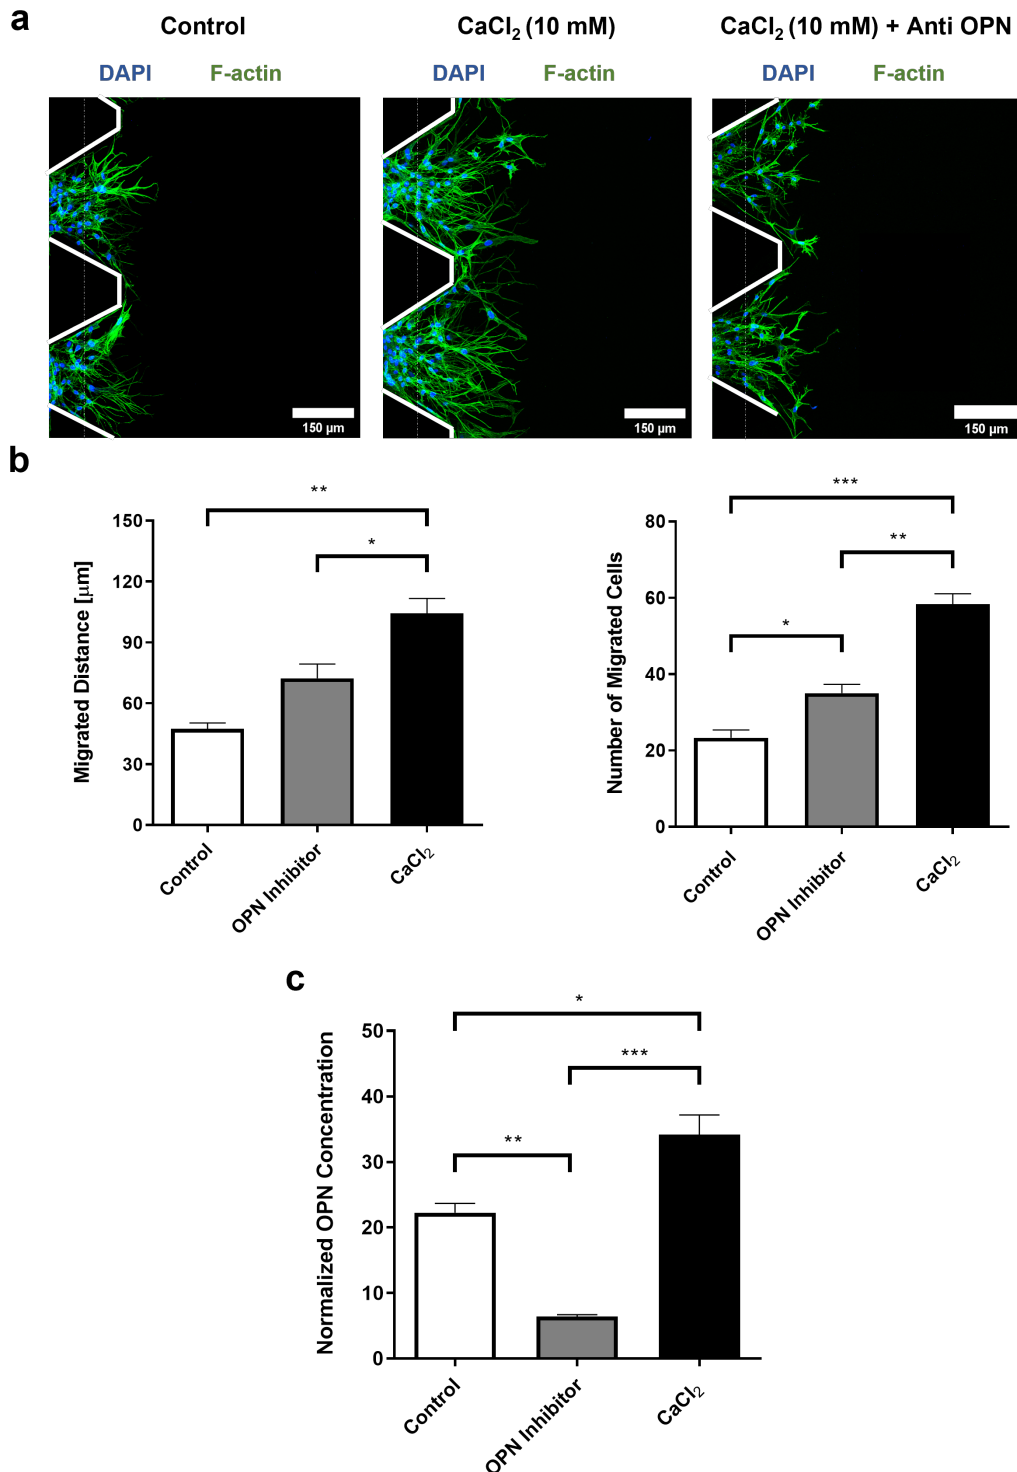 a
Control
CaCl₂ (10 mM)
CaCl₂ (10 mM) + Anti OPN
DAPI F-actin
DAPI F-actin
DAPI F-actin
150 µm
150 µm
150 µm
b
**
*
150
120
90
60
30
0
Migrated Distance [µm]
Control
OPN Inhibitor
CaCl₂
***
**
*
80
60
40
20
0
Number of Migrated Cells
Control
OPN Inhibitor
CaCl₂
c
*
***
**
50
40
30
20
10
0
Normalized OPN Concentration
Control
OPN Inhibitor
CaCl₂